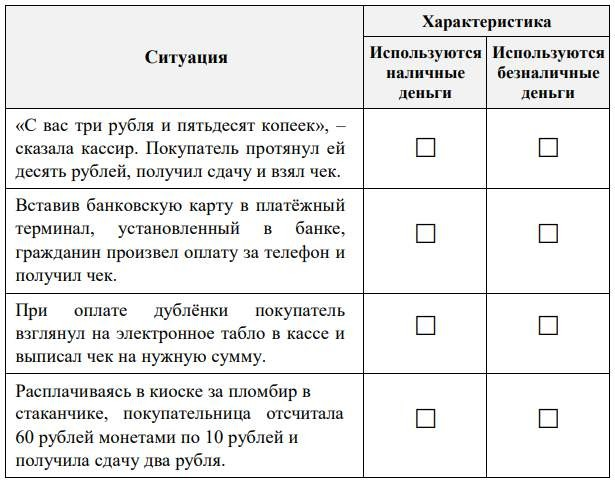 Ситуация
Характеристика
Используются
наличные
деньги
Используются
безналичные
деньги
«С вас три рубля и пятьдесят копеек», –
сказала кассир. Покупатель протянул ей
десять рублей, получил сдачу и взял чек.
Вставив банковскую карту в платёжный
терминал, установленный в банке,
гражданин произвел оплату за телефон и
получил чек.
При оплате дублёнки покупатель
взглянул на электронное табло в кассе и
выписал чек на нужную сумму.
Расплачиваясь в киоске за пломбир в
стаканчике, покупательница отсчитала
60 рублей монетами по 10 рублей и
получила сдачу два рубля.